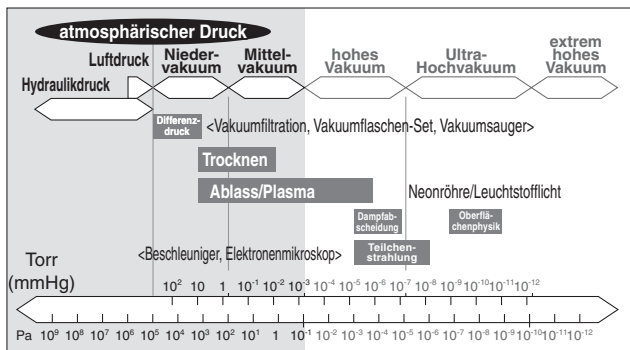 atmosphärischer Druck
Luftdruck
Hydraulikdruck
Nieder-
vakuum
Mittel-
vakuum
hohes
Vakuum
Ultra-
Hochvakuum
extrem
hohes
Vakuum
Differenz-
druck
<Vakuumfiltration, Vakuumflaschen-Set, Vakuumsauger>
Trocknen
Ablass/Plasma
Neonröhre/Leuchtstofflicht
Dampfab-
scheidung
Oberflä-
chenphysik
<Beschleuniger, Elektronenmikroskop>
Teilchen-
strahlung
Torr
(mmHg)
10² 10 1 10⁻¹ 10⁻² 10⁻³ 10⁻⁴ 10⁻⁵ 10⁻⁶ 10⁻⁷ 10⁻⁸ 10⁻⁹ 10⁻¹⁰ 10⁻¹¹ 10⁻¹²
Pa 10⁹ 10⁸ 10⁷ 10⁶ 10⁵ 10⁴ 10³ 10² 10¹ 1 10⁻¹ 10⁻² 10⁻³ 10⁻⁴ 10⁻⁵ 10⁻⁶ 10⁻⁷ 10⁻⁸ 10⁻⁹ 10⁻¹⁰ 10⁻¹¹ 10⁻¹²